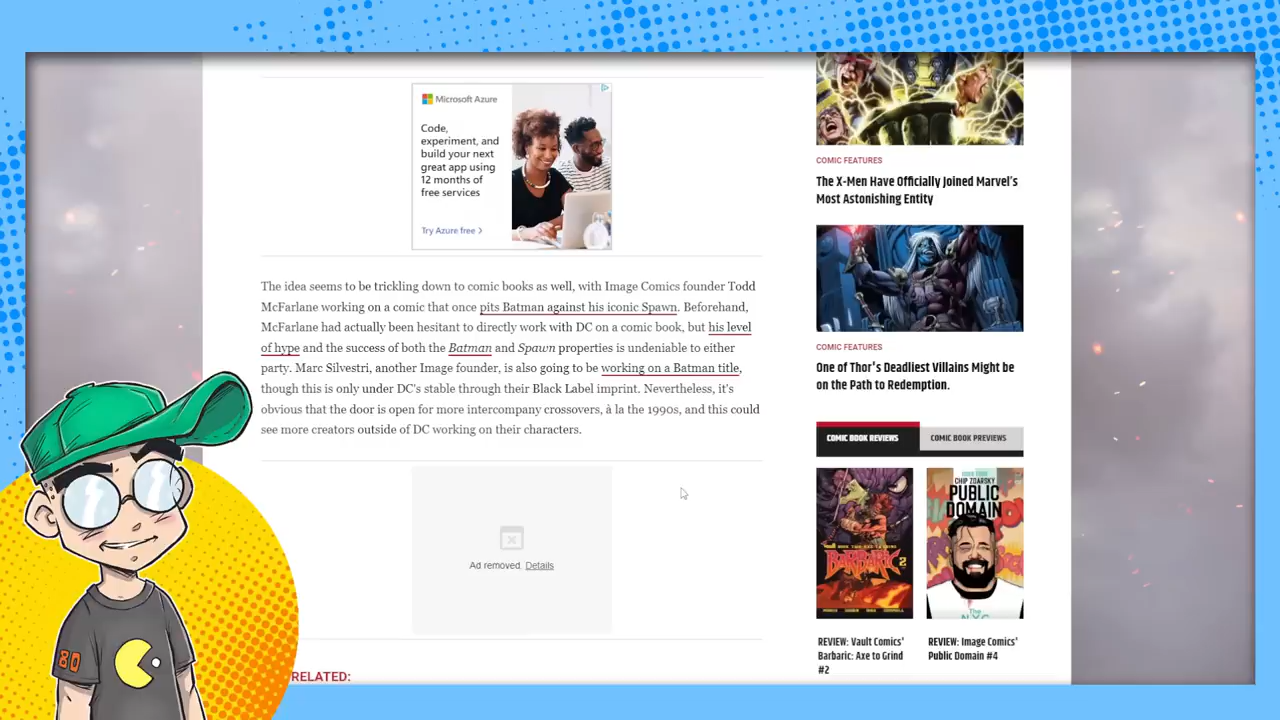 Microsoft Azure
Code,
experiment, and
build your next
great app using
12 months of
free services
Try Azure free >
The idea seems to be trickling down to comic books as well, with Image Comics founder Todd
McFarlane working on a comic that once pits Batman against his iconic Spawn. Beforehand,
McFarlane had actually been hesitant to directly work with DC on a comic book, but his level
of hype and the success of both the Batman and Spawn properties is undeniable to either
party. Marc Silvestri, another Image founder, is also going to be working on a Batman title,
though this is only under DC's stable through their Black Label imprint. Nevertheless, it's
obvious that the door is open for more intercompany crossovers, à la the 1990s, and this could
see more creators outside of DC working on their characters.
Ad removed. Details
RELATED:
COMIC FEATURES
The X-Men Have Officially Joined Marvel's
Most Astonishing Entity
COMIC FEATURES
One of Thor's Deadliest Villains Might be
on the Path to Redemption.
COMIC BOOK REVIEWS
COMIC BOOK PREVIEWS
BARBARIC
2
CHIP ZDARSKY
PUBLIC
DOMAIN
REVIEW: Vault Comics'
Barbaric: Axe to Grind
#2
REVIEW: Image Comics'
Public Domain #4
80